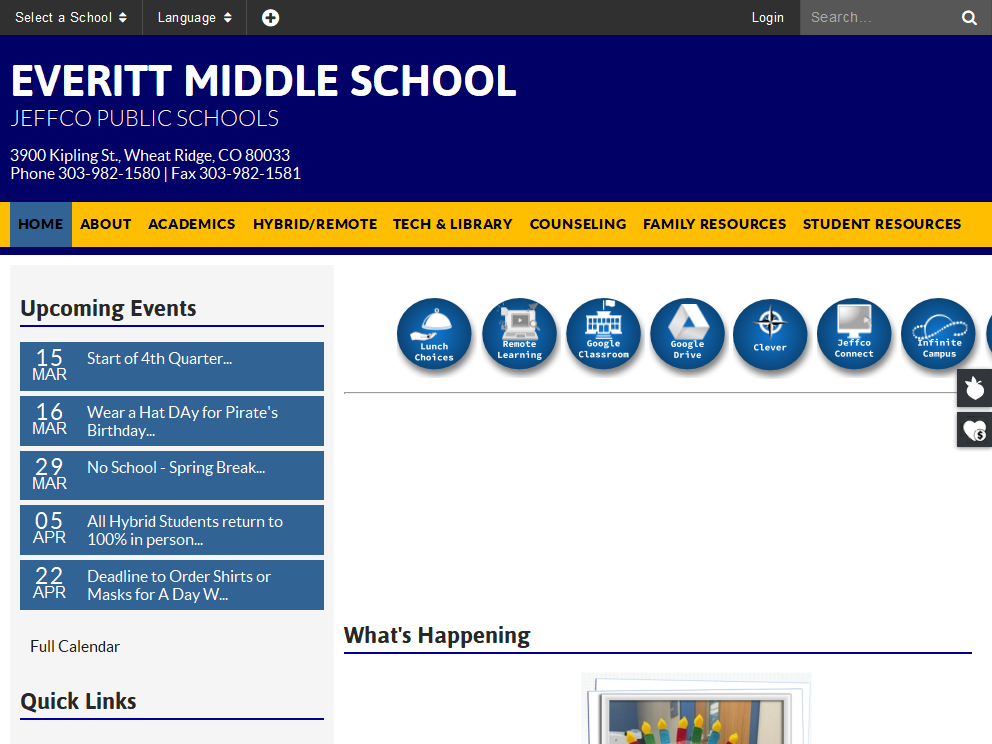 Select a School
Language
Login
Search...
EVERITT MIDDLE SCHOOL
JEFFCO PUBLIC SCHOOLS
3900 Kipling St., Wheat Ridge, CO 80033
Phone 303-982-1580 | Fax 303-982-1581
HOME
ABOUT
ACADEMICS
HYBRID/REMOTE
TECH & LIBRARY
COUNSELING
FAMILY RESOURCES
STUDENT RESOURCES
Upcoming Events
15
MAR
Start of 4th Quarter...
16
MAR
Wear a Hat DAy for Pirate's
Birthday...
29
MAR
No School - Spring Break...
05
APR
All Hybrid Students return to
100% in person...
22
APR
Deadline to Order Shirts or
Masks for A Day W...
Full Calendar
Quick Links
Lunch
Choices
Remote
Learning
Google
Classroom
Google
Drive
Clever
Jeffco
Connect
Infinite
Campus
What's Happening